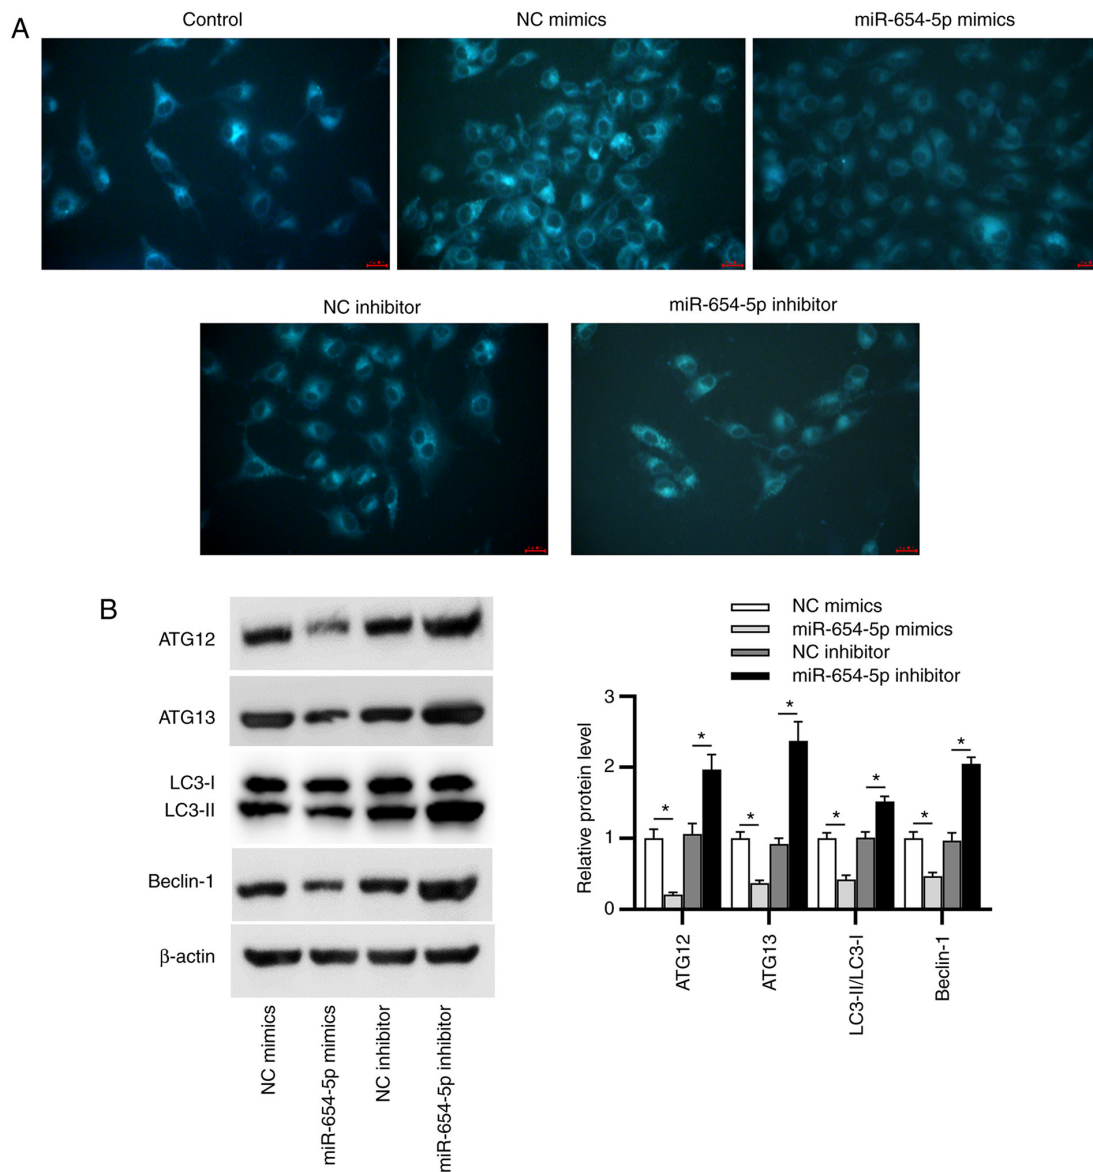 A
Control
NC mimics
miR-654-5p mimics
NC inhibitor
miR-654-5p inhibitor
B
ATG12
ATG13
LC3-I
LC3-II
Beclin-1
β-actin
NC mimics
miR-654-5p mimics
NC inhibitor
miR-654-5p inhibitor
NC mimics
miR-654-5p mimics
NC inhibitor
miR-654-5p inhibitor
Relative protein level
3
2
1
0
* * * * * * * *
ATG12
ATG13
LC3-II/LC3-I
Beclin-1